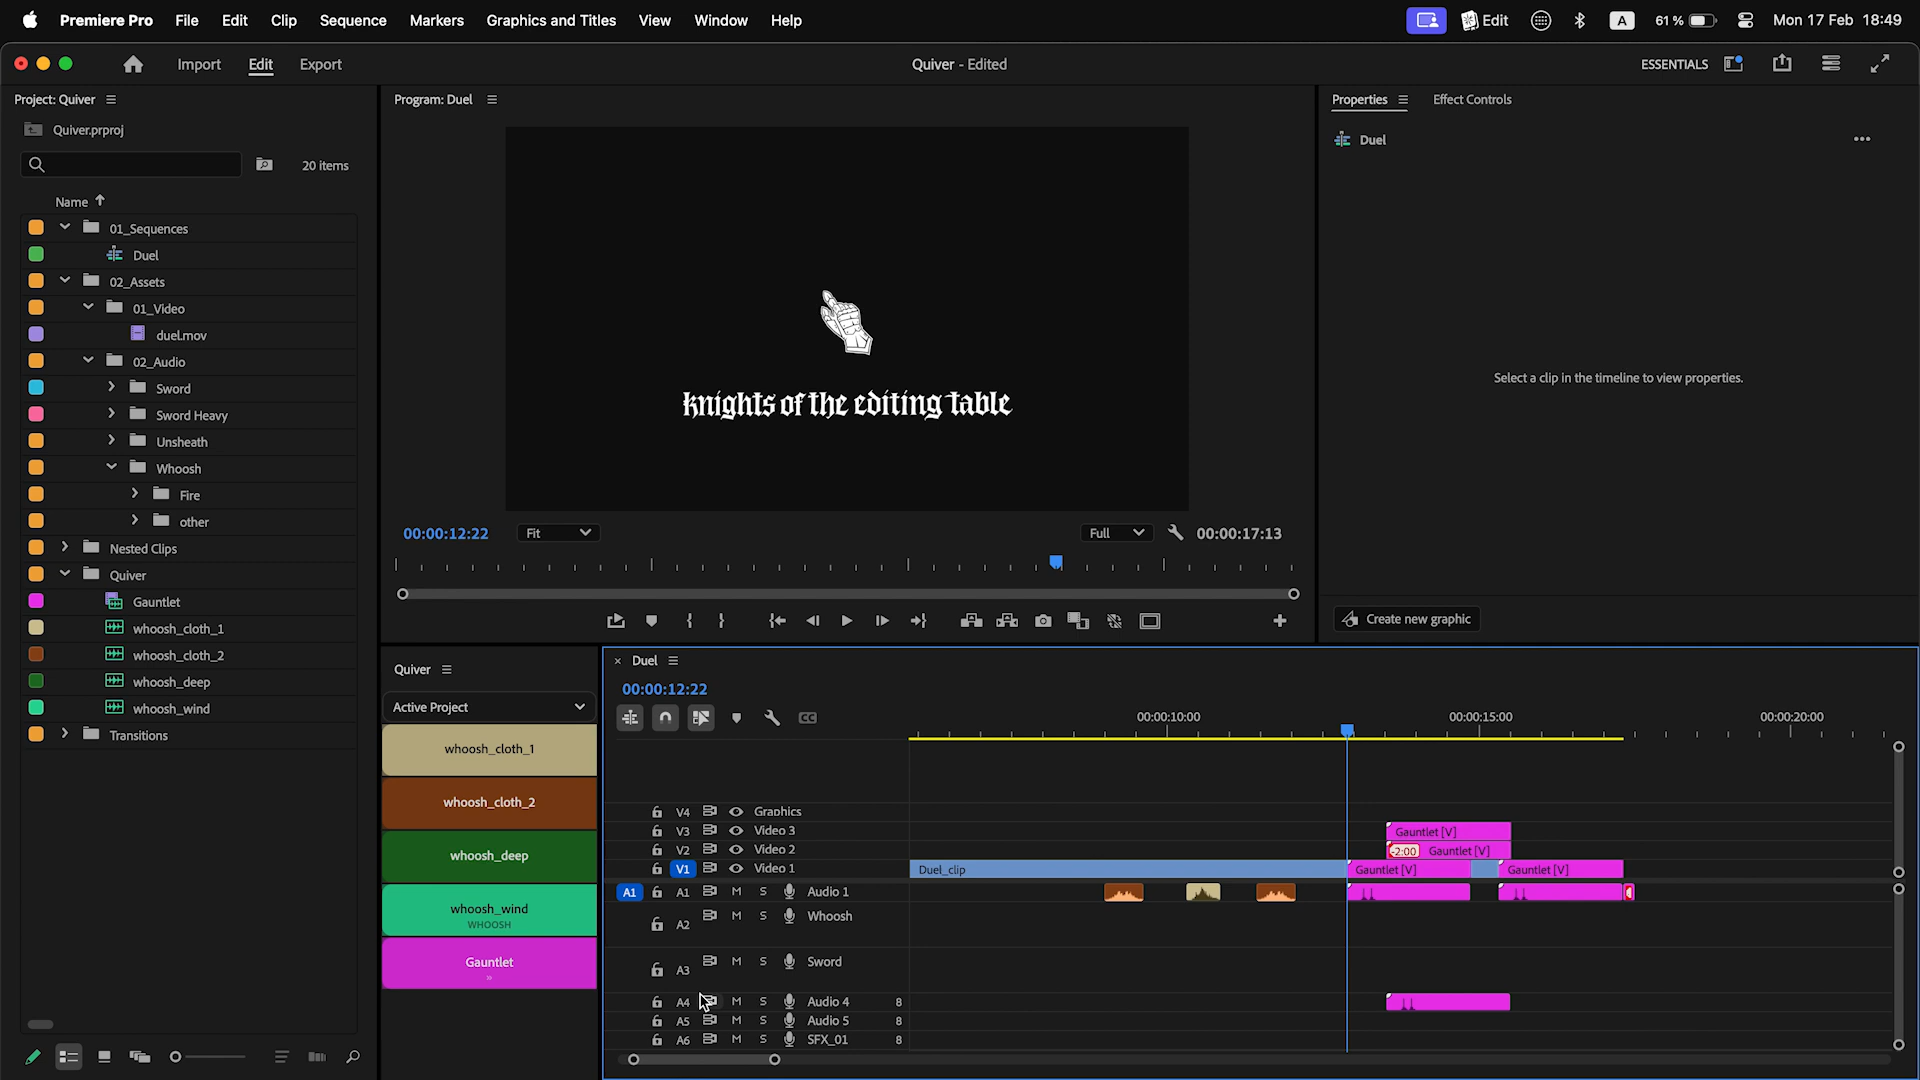 Premiere Pro File Edit Clip Sequence Markers Graphics and Titles View Window Help
Edit A 61 % Mon 17 Feb 18:49
Import Edit Export
Quiver - Edited
ESSENTIALS
Project: Quiver
Quiver.prproj
20 items
Name
01_Sequences
Duel
02_Assets
01_Video
duel.mov
02_Audio
Sword
Sword Heavy
Unsheath
Whoosh
Fire
other
Nested Clips
Quiver
Gauntlet
whoosh_cloth_1
whoosh_cloth_2
whoosh_deep
whoosh_wind
Transitions
Program: Duel
knights of the editing table
00:00:12:22 Fit Full 00:00:17:13
Properties Effect Controls
Duel
Select a clip in the timeline to view properties.
Create new graphic
Quiver
Active Project
whoosh_cloth_1
whoosh_cloth_2
whoosh_deep
whoosh_wind
WHOOSH
Gauntlet
»
× Duel
00:00:12:22
CC
00:00:10:00 00:00:15:00 00:00:20:00
V4 Graphics
V3 Video 3 Gauntlet [V]
V2 Video 2 -2:00 Gauntlet [V]
V1 Video 1 Duel_clip Gauntlet [V] Gauntlet [V]
A1 A1 M S Audio 1
A2 M S Whoosh
A3 M S Sword
A4 M S Audio 4 8
A5 M S Audio 5 8
A6 M S SFX_01 8